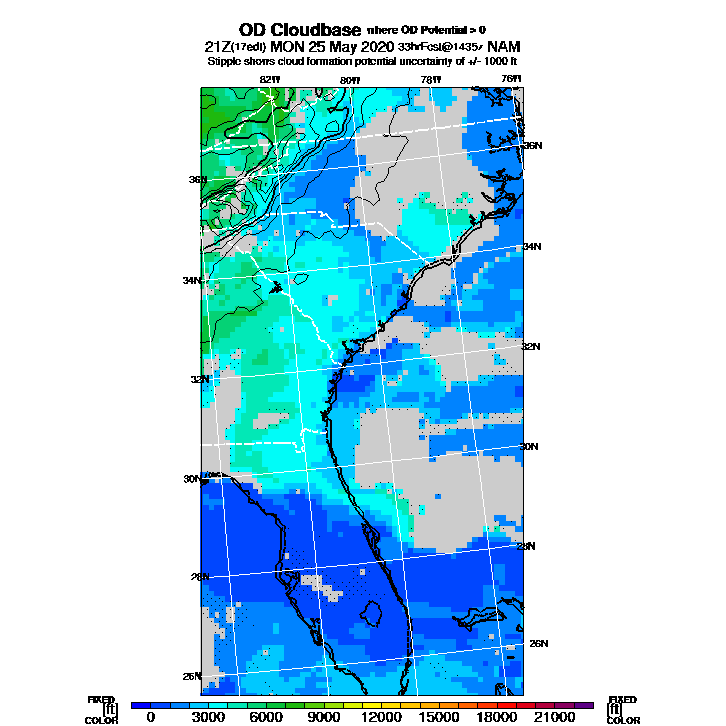 OD Cloudbase where OD Potential > 0
21Z(17edt) MON 25 May 2020 33hrFcst@1435z NAM
Stipple shows cloud formation potential uncertainty of +/- 1000 ft
82W 80W 78W 76W
36N
36N
34N
34N
32N
32N
30N
30N
28N
28N
26N
26N
FIXED FIXED
[ft] [ft]
COLOR COLOR
0 3000 6000 9000 12000 15000 18000 21000